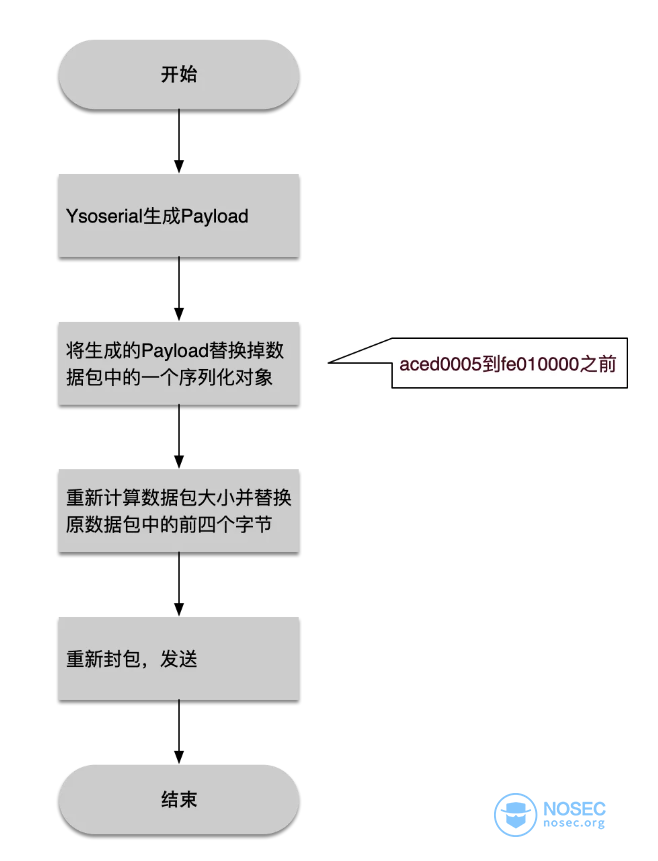 开始
Ysoserial生成Payload
将生成的Payload替换掉数
据包中的一个序列化对象
aced0005到fe010000之前
重新计算数据包大小并替换
原数据包中的前四个字节
重新封包，发送
结束
NOSEC
nosec.org